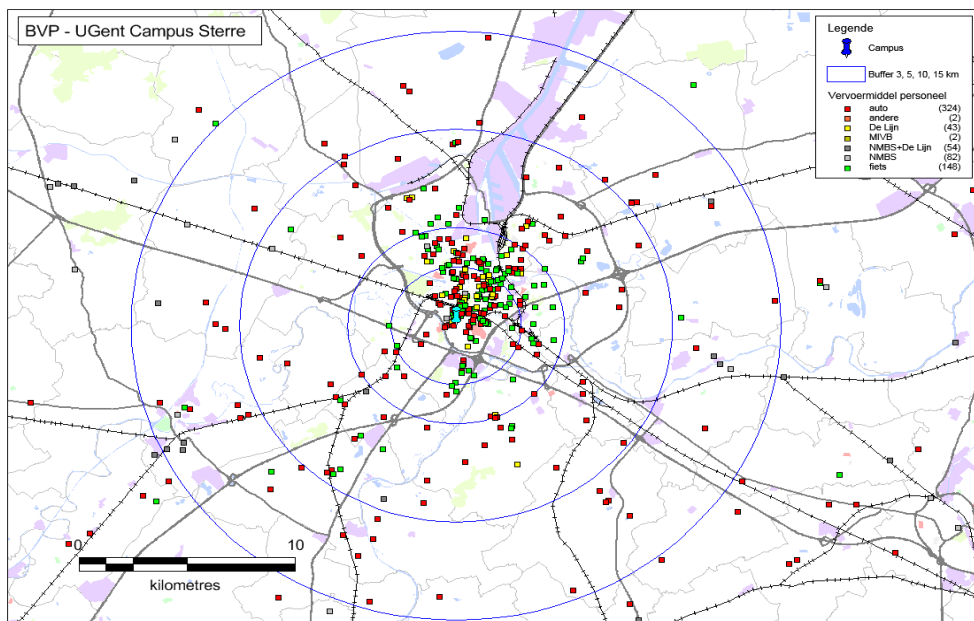 BVP - UGent Campus Sterre
Legende
Campus
Buffer 3, 5, 10, 15 km
Vervoermiddel personeel
auto (324)
andere (2)
De Lijn (43)
MIVB (2)
NMBS+De Lijn (54)
NMBS (82)
fiets (148)
0 10
kilometres